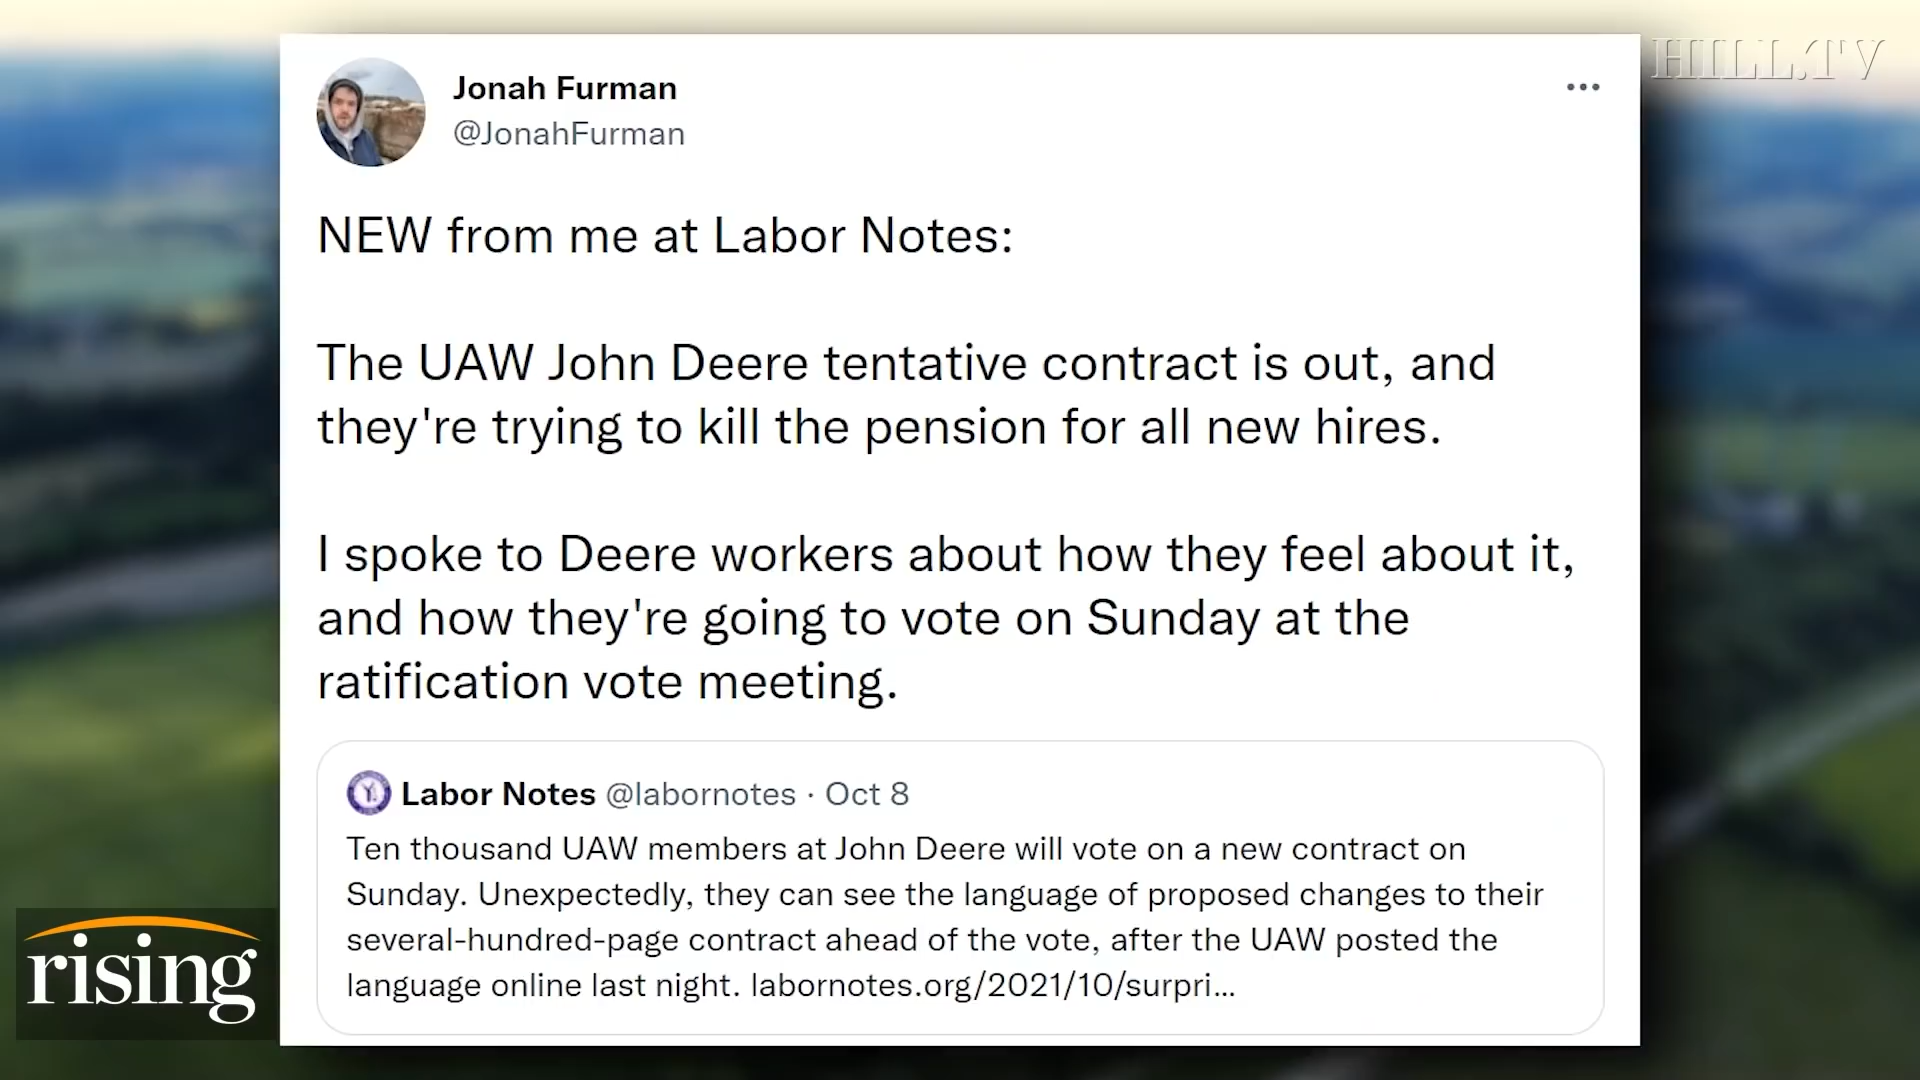 HILL.TV
Jonah Furman
@JonahFurman
NEW from me at Labor Notes:
The UAW John Deere tentative contract is out, and
they're trying to kill the pension for all new hires.
I spoke to Deere workers about how they feel about it,
and how they're going to vote on Sunday at the
ratification vote meeting.
Labor Notes @labornotes · Oct 8
Ten thousand UAW members at John Deere will vote on a new contract on
Sunday. Unexpectedly, they can see the language of proposed changes to their
several-hundred-page contract ahead of the vote, after the UAW posted the
language online last night. labornotes.org/2021/10/surpri...
rising